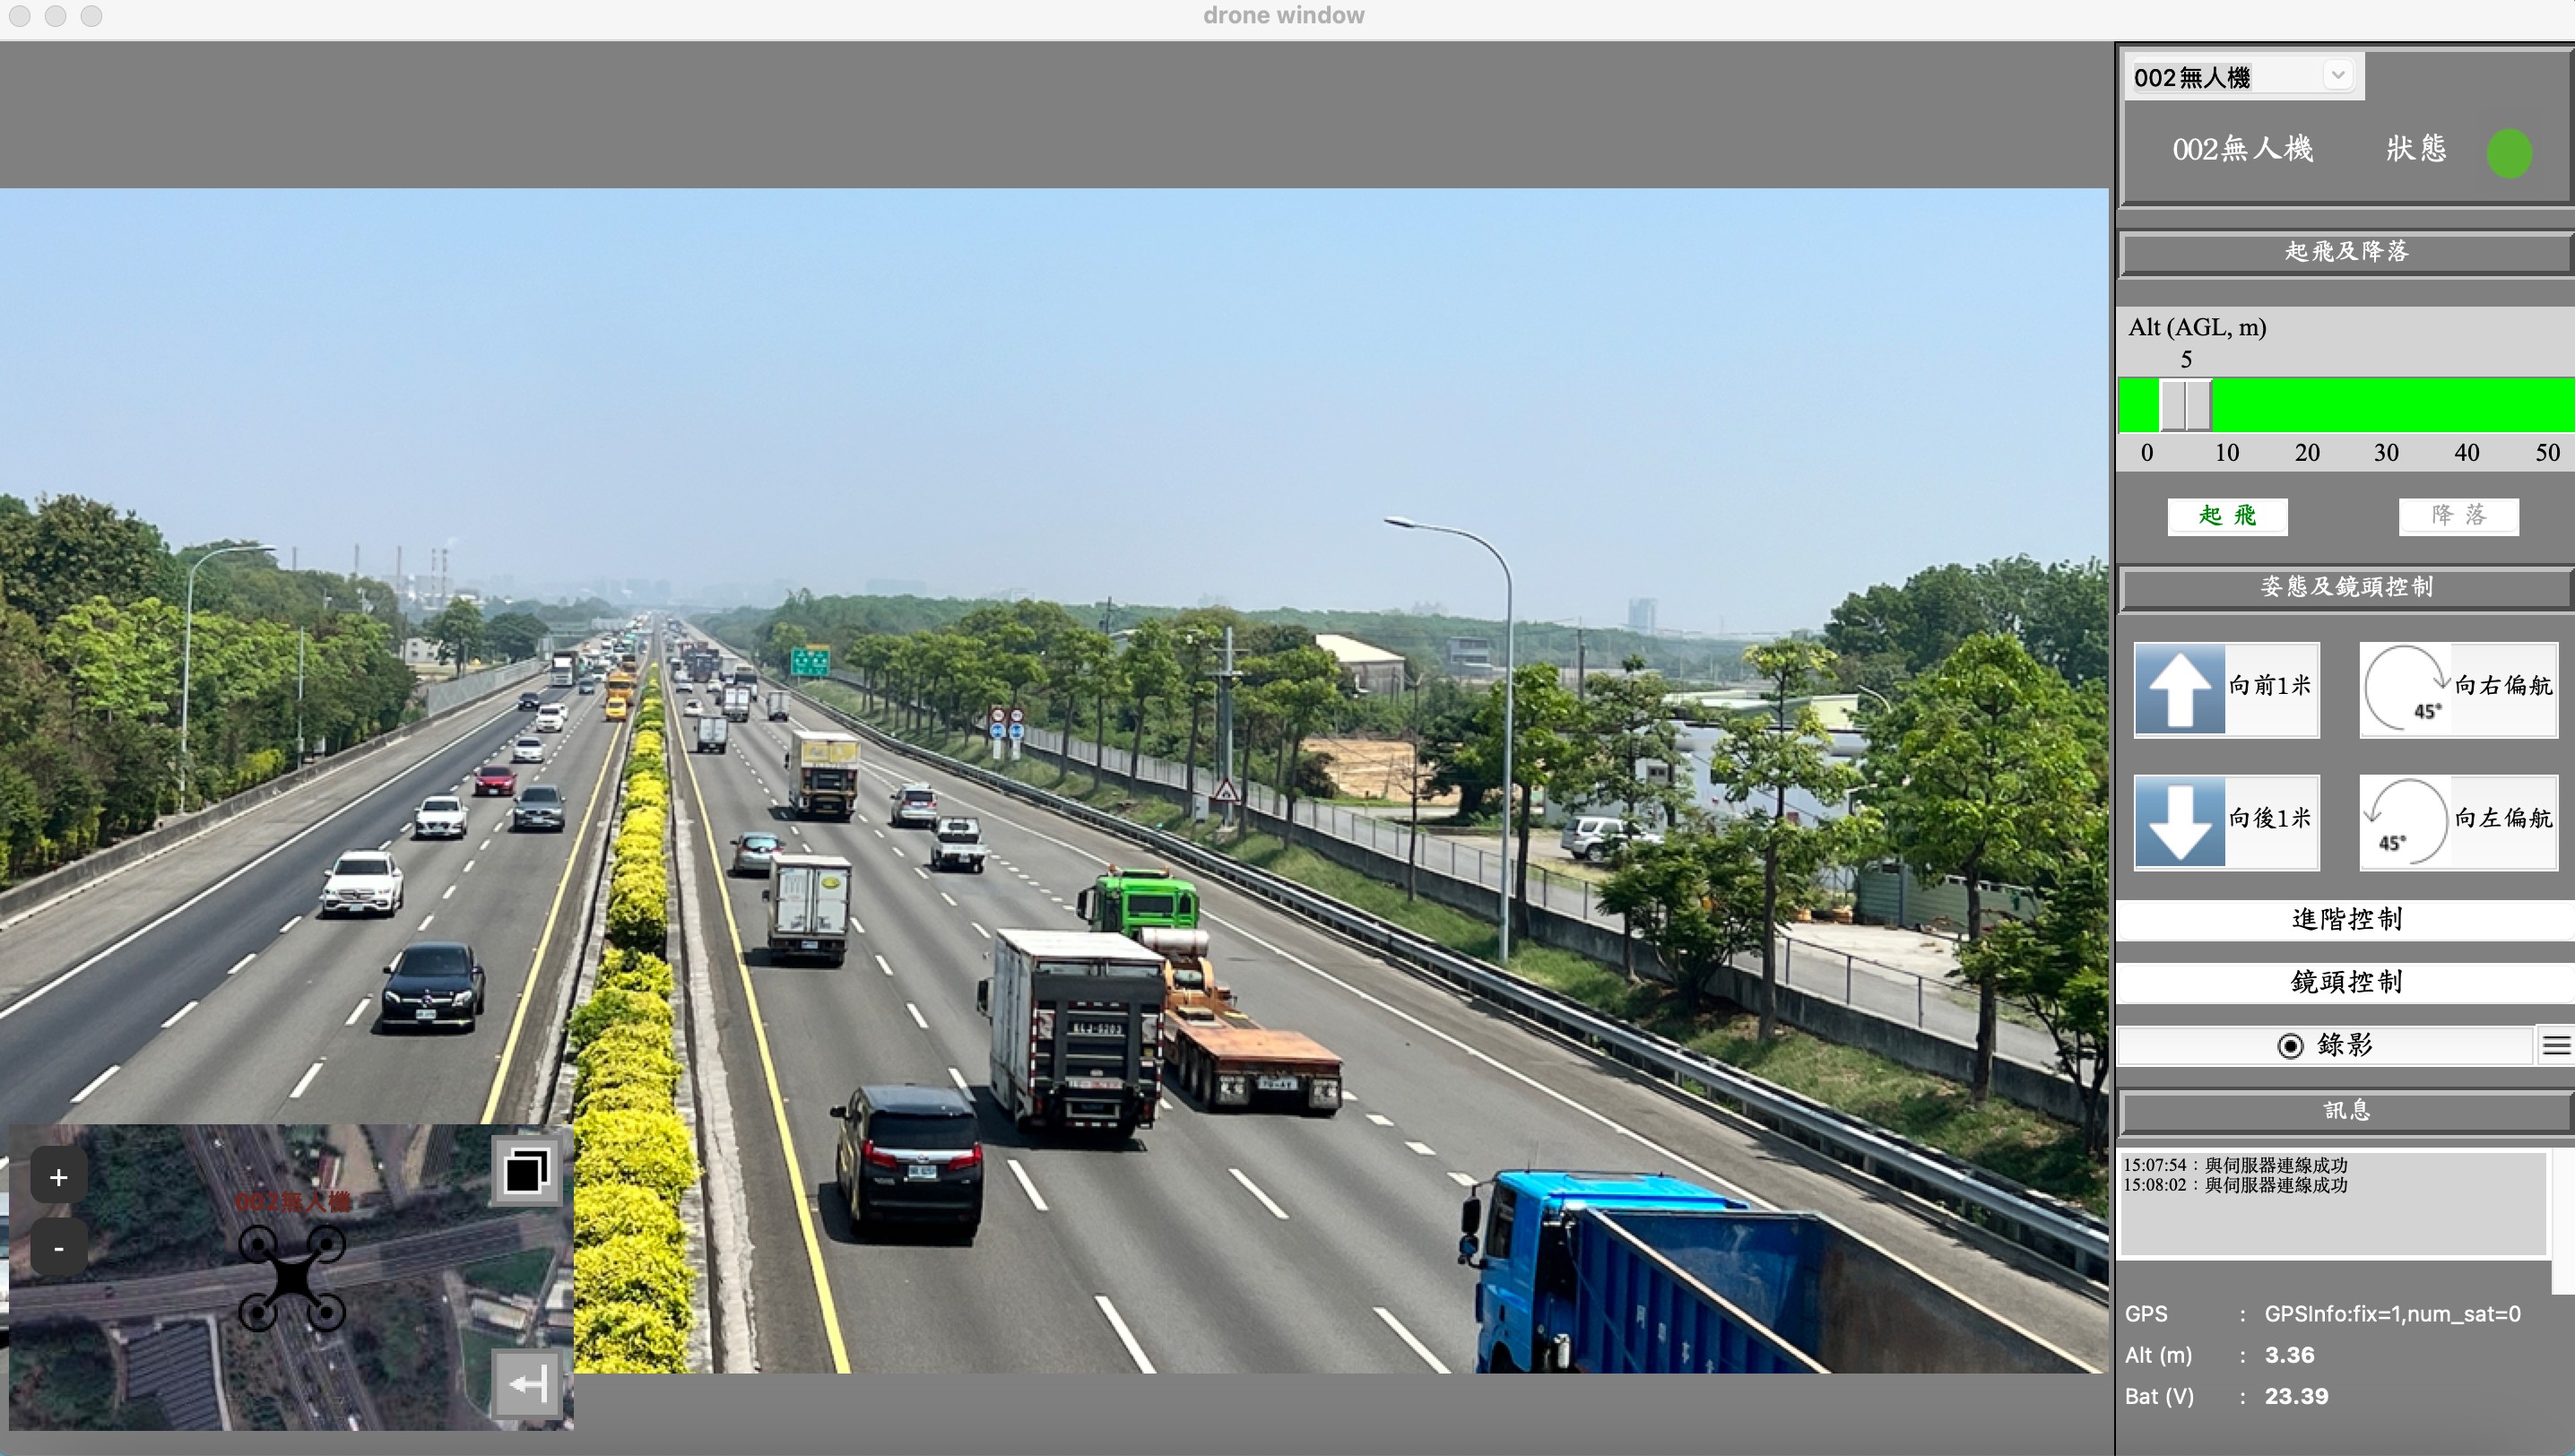 drone window
002無人機
002無人機 狀態
起飛及降落
Alt (AGL, m)
5
0 10 20 30 40 50
起 飛 降 落
姿態及鏡頭控制
向前1米 45° 向右偏航
向後1米 45° 向左偏航
進階控制
鏡頭控制
錄影
訊息
15:07:54：與伺服器連線成功
15:08:02：與伺服器連線成功
GPS : GPSInfo:fix=1,num_sat=0
Alt (m) : 3.36
Bat (V) : 23.39
+
-
002無人機